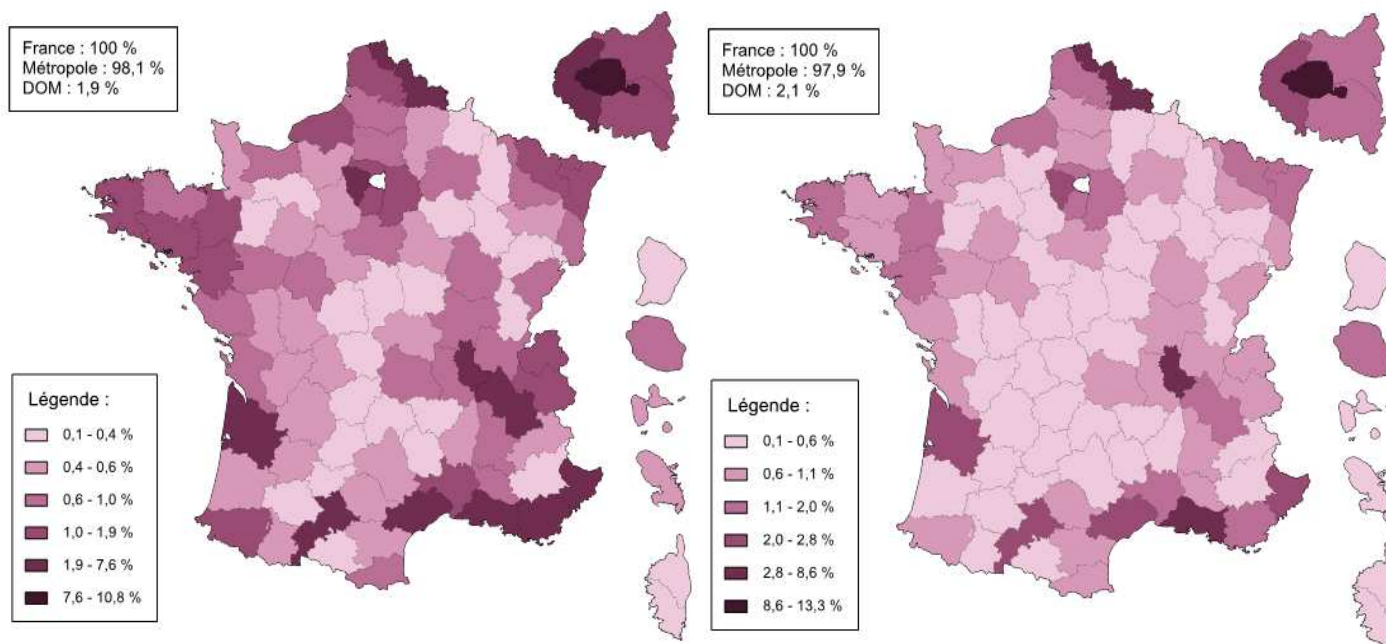 France : 100 %
Métropole : 98,1 %
DOM : 1,9 %
Légende :
0,1 - 0,4 %
0,4 - 0,6 %
0,6 - 1,0 %
1,0 - 1,9 %
1,9 - 7,6 %
7,6 - 10,8 %
France : 100 %
Métropole : 97,9 %
DOM : 2,1 %
Légende :
0,1 - 0,6 %
0,6 - 1,1 %
1,1 - 2,0 %
2,0 - 2,8 %
2,8 - 8,6 %
8,6 - 13,3 %